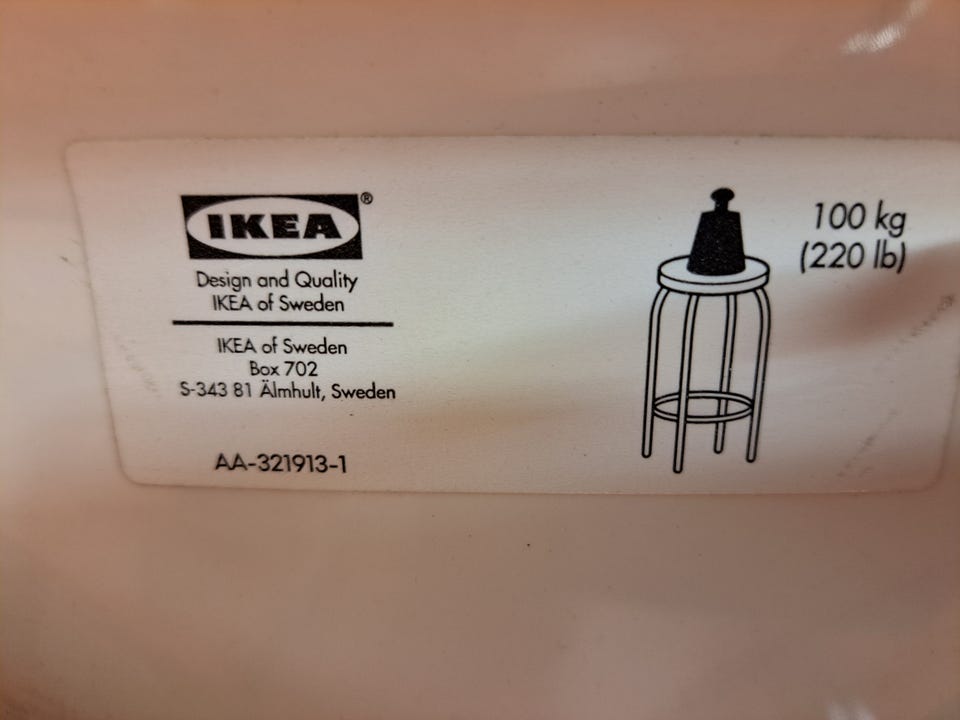 IKEA®
Design and Quality
IKEA of Sweden
IKEA of Sweden
Box 702
S-343 81 Älmhult, Sweden
AA-321913-1
100 kg
(220 lb)